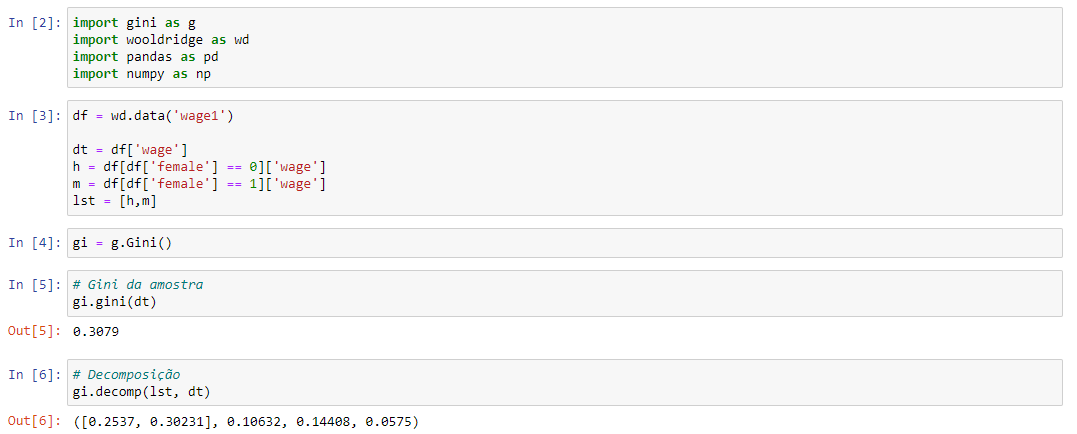 In [2]: import gini as g
import wooldridge as wd
import pandas as pd
import numpy as np
In [3]: df = wd.data('wage1')
dt = df['wage']
h = df[df['female'] == 0]['wage']
m = df[df['female'] == 1]['wage']
lst = [h,m]
In [4]: gi = g.Gini()
In [5]: # Gini da amostra
gi.gini(dt)
Out[5]: 0.3079
In [6]: # Decomposição
gi.decomp(lst, dt)
Out[6]: ([0.2537, 0.30231], 0.10632, 0.14408, 0.0575)